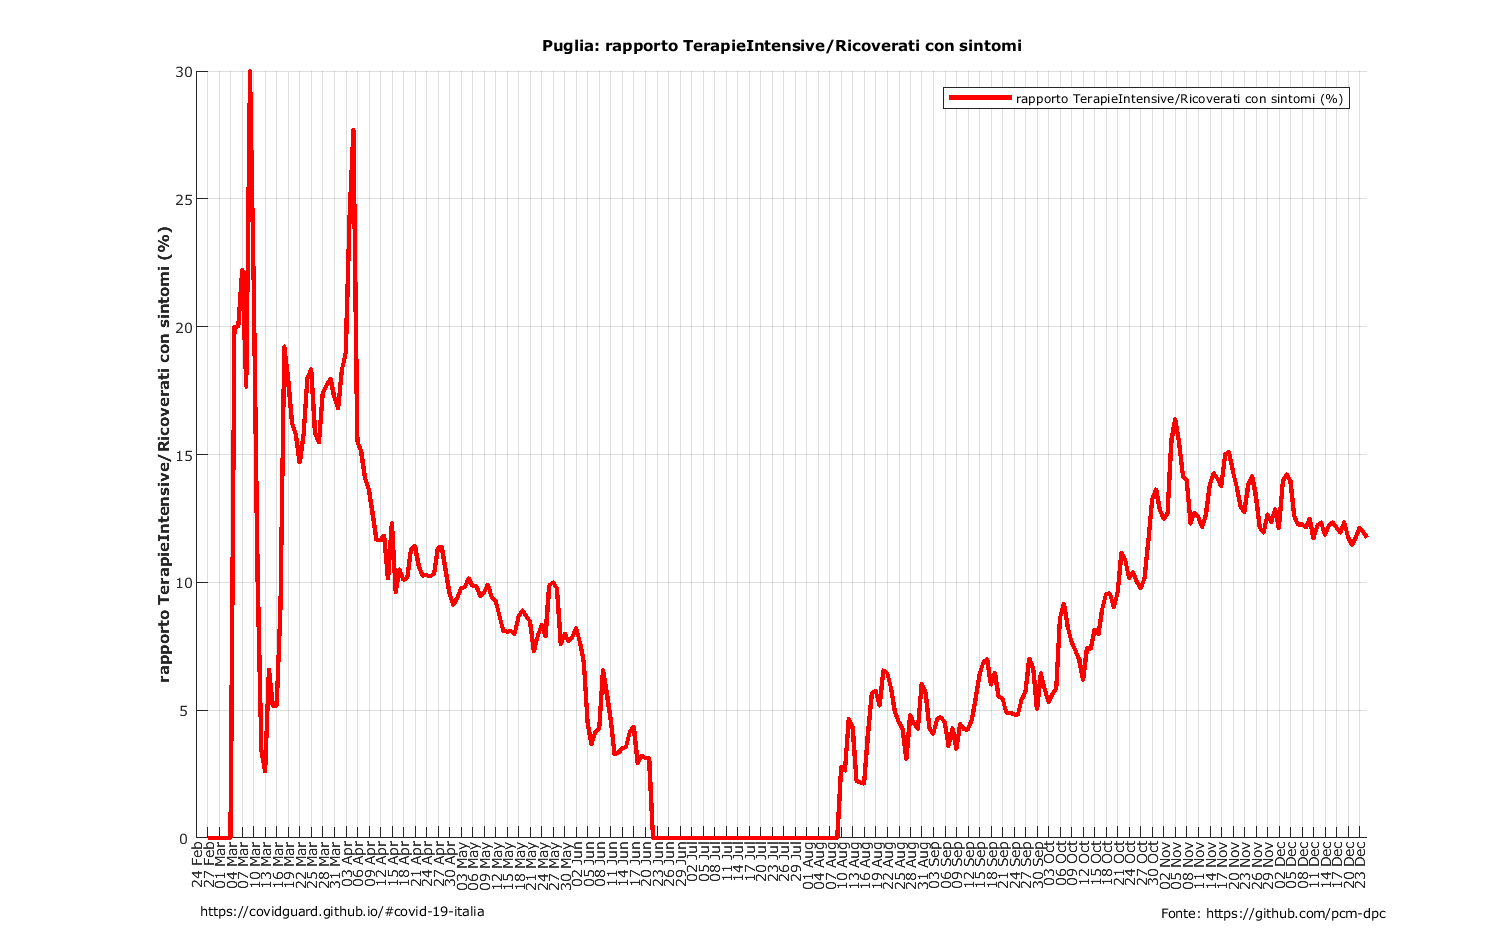 Puglia: rapporto TerapieIntensive/Ricoverati con sintomi
rapporto TerapieIntensive/Ricoverati con sintomi (%)
rapporto TerapieIntensive/Ricoverati con sintomi (%)
30
25
20
15
10
5
0
24 Feb
27 Feb
01 Mar
04 Mar
07 Mar
10 Mar
13 Mar
16 Mar
19 Mar
22 Mar
25 Mar
28 Mar
31 Mar
03 Apr
06 Apr
09 Apr
12 Apr
15 Apr
18 Apr
21 Apr
24 Apr
27 Apr
30 Apr
03 May
06 May
09 May
12 May
15 May
18 May
21 May
24 May
27 May
30 May
02 Jun
05 Jun
08 Jun
11 Jun
14 Jun
17 Jun
20 Jun
23 Jun
26 Jun
29 Jun
02 Jul
05 Jul
08 Jul
11 Jul
14 Jul
17 Jul
20 Jul
23 Jul
26 Jul
29 Jul
01 Aug
04 Aug
07 Aug
10 Aug
13 Aug
16 Aug
19 Aug
22 Aug
25 Aug
28 Aug
31 Aug
03 Sep
06 Sep
09 Sep
12 Sep
15 Sep
18 Sep
21 Sep
24 Sep
27 Sep
30 Sep
03 Oct
06 Oct
09 Oct
12 Oct
15 Oct
18 Oct
21 Oct
24 Oct
27 Oct
30 Oct
02 Nov
05 Nov
08 Nov
11 Nov
14 Nov
17 Nov
20 Nov
23 Nov
26 Nov
29 Nov
02 Dec
05 Dec
08 Dec
11 Dec
14 Dec
17 Dec
20 Dec
23 Dec
https://covidguard.github.io/#covid-19-italia
Fonte: https://github.com/pcm-dpc